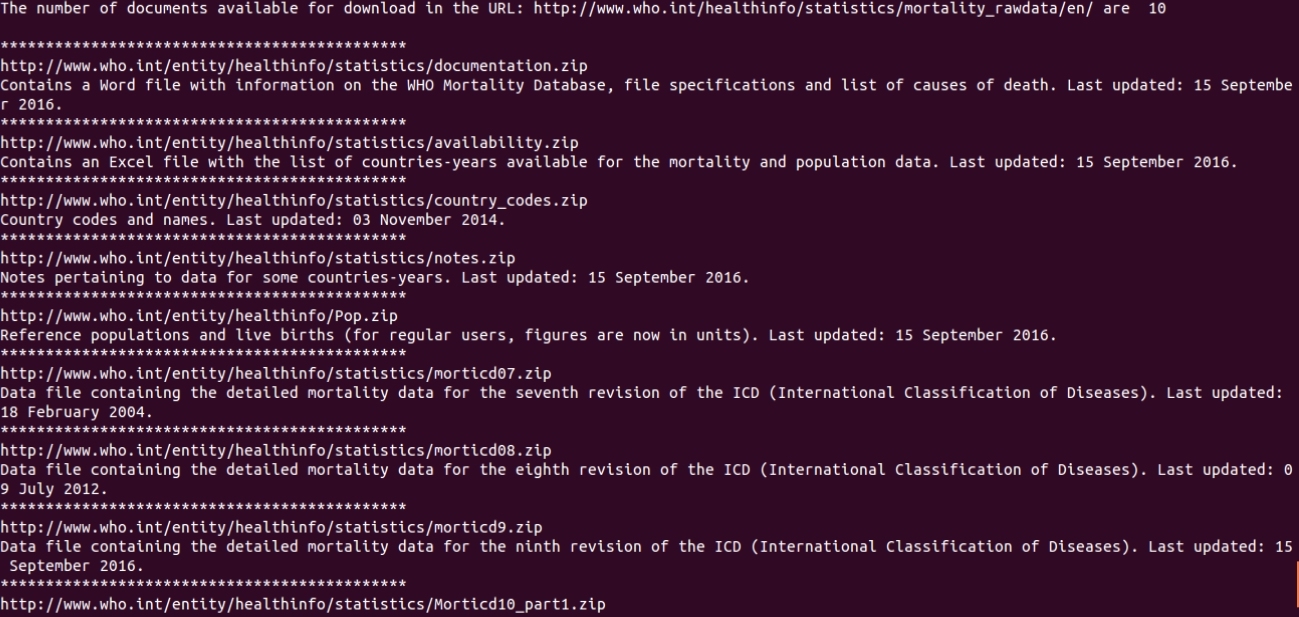 The number of documents available for download in the URL: http://www.who.int/healthinfo/statistics/mortality_rawdata/en/ are  10
*********************************************
http://www.who.int/entity/healthinfo/statistics/documentation.zip
Contains a Word file with information on the WHO Mortality Database, file specifications and list of causes of death. Last updated: 15 Septembe
r 2016.
*********************************************
http://www.who.int/entity/healthinfo/statistics/availability.zip
Contains an Excel file with the list of countries-years available for the mortality and population data. Last updated: 15 September 2016.
*********************************************
http://www.who.int/entity/healthinfo/statistics/country_codes.zip
Country codes and names. Last updated: 03 November 2014.
*********************************************
http://www.who.int/entity/healthinfo/statistics/notes.zip
Notes pertaining to data for some countries-years. Last updated: 15 September 2016.
*********************************************
http://www.who.int/entity/healthinfo/Pop.zip
Reference populations and live births (for regular users, figures are now in units). Last updated: 15 September 2016.
*********************************************
http://www.who.int/entity/healthinfo/statistics/morticd07.zip
Data file containing the detailed mortality data for the seventh revision of the ICD (International Classification of Diseases). Last updated:
18 February 2004.
*********************************************
http://www.who.int/entity/healthinfo/statistics/morticd08.zip
Data file containing the detailed mortality data for the eighth revision of the ICD (International Classification of Diseases). Last updated: 0
9 July 2012.
*********************************************
http://www.who.int/entity/healthinfo/statistics/morticd9.zip
Data file containing the detailed mortality data for the ninth revision of the ICD (International Classification of Diseases). Last updated: 15
 September 2016.
*********************************************
http://www.who.int/entity/healthinfo/statistics/Morticd10_part1.zip